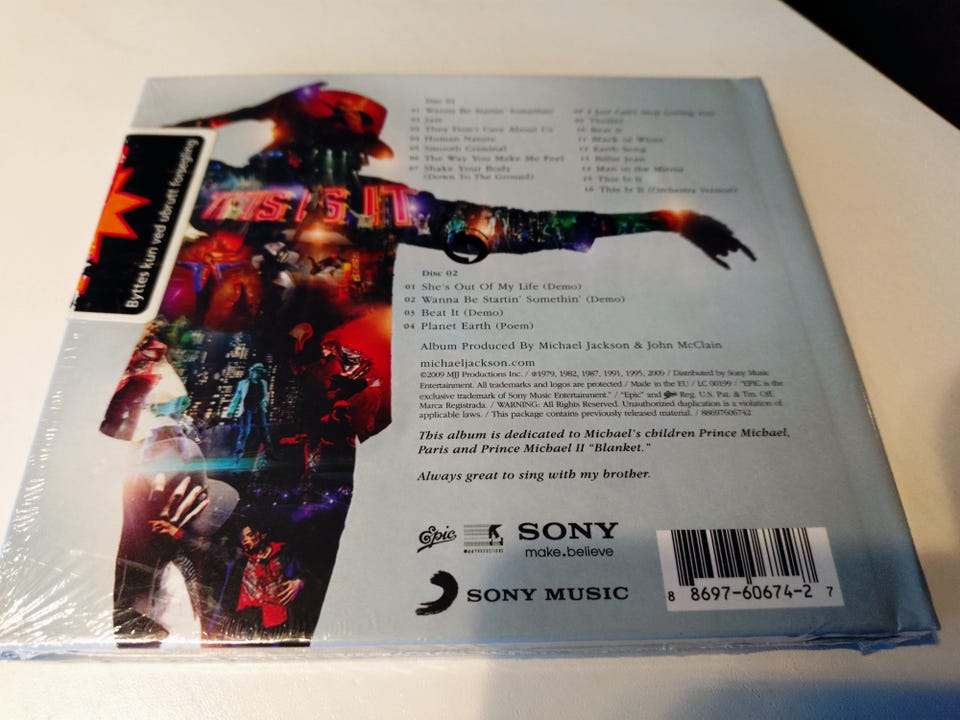 Disc 01
01 Wanna Be Startin' Somethin'
02 Jam
03 They Don't Care About Us
04 Human Nature
05 Smooth Criminal
06 The Way You Make Me Feel
07 Shake Your Body
(Down To The Ground)
08 I Just Can't Stop Loving You
09 Thriller
10 Beat It
11 Black or White
12 Earth Song
13 Billie Jean
14 Man in the Mirror
15 This Is It
16 This Is It (Orchestra Version)
THIS IS IT
Byttes kun ved ubrutt forsegling
Disc 02
01 She's Out Of My Life (Demo)
02 Wanna Be Startin' Somethin' (Demo)
03 Beat It (Demo)
04 Planet Earth (Poem)
Album Produced By Michael Jackson & John McClain
michaeljackson.com
©2009 MJJ Productions Inc. / ℗1979, 1982, 1987, 1991, 1995, 2009 / Distributed by Sony Music
Entertainment. All trademarks and logos are protected / Made in the EU / LC 00199 / "EPIC is the
exclusive trademark of Sony Music Entertainment." / "Epic" and Reg. U.S. Pat. & Tm. Off.
Marca Registrada. / WARNING: All Rights Reserved. Unauthorized duplication is a violation of
applicable laws. / This package contains previously released material. / 88697606742
This album is dedicated to Michael's children Prince Michael,
Paris and Prince Michael II "Blanket."
Always great to sing with my brother.
Epic
MJJ PRODUCTIONS
SONY
make.believe
SONY MUSIC
8 8697-60674-2 7